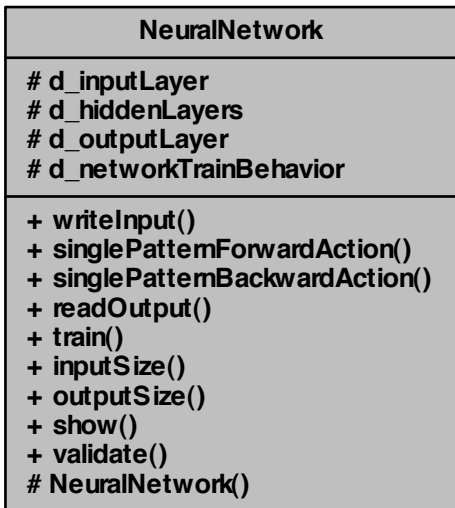 NeuralNetwork
# d_inputLayer
# d_hiddenLayers
# d_outputLayer
# d_networkTrainBehavior
+ writeInput()
+ singlePatternForwardAction()
+ singlePatternBackwardAction()
+ readOutput()
+ train()
+ inputSize()
+ outputSize()
+ show()
+ validate()
# NeuralNetwork()